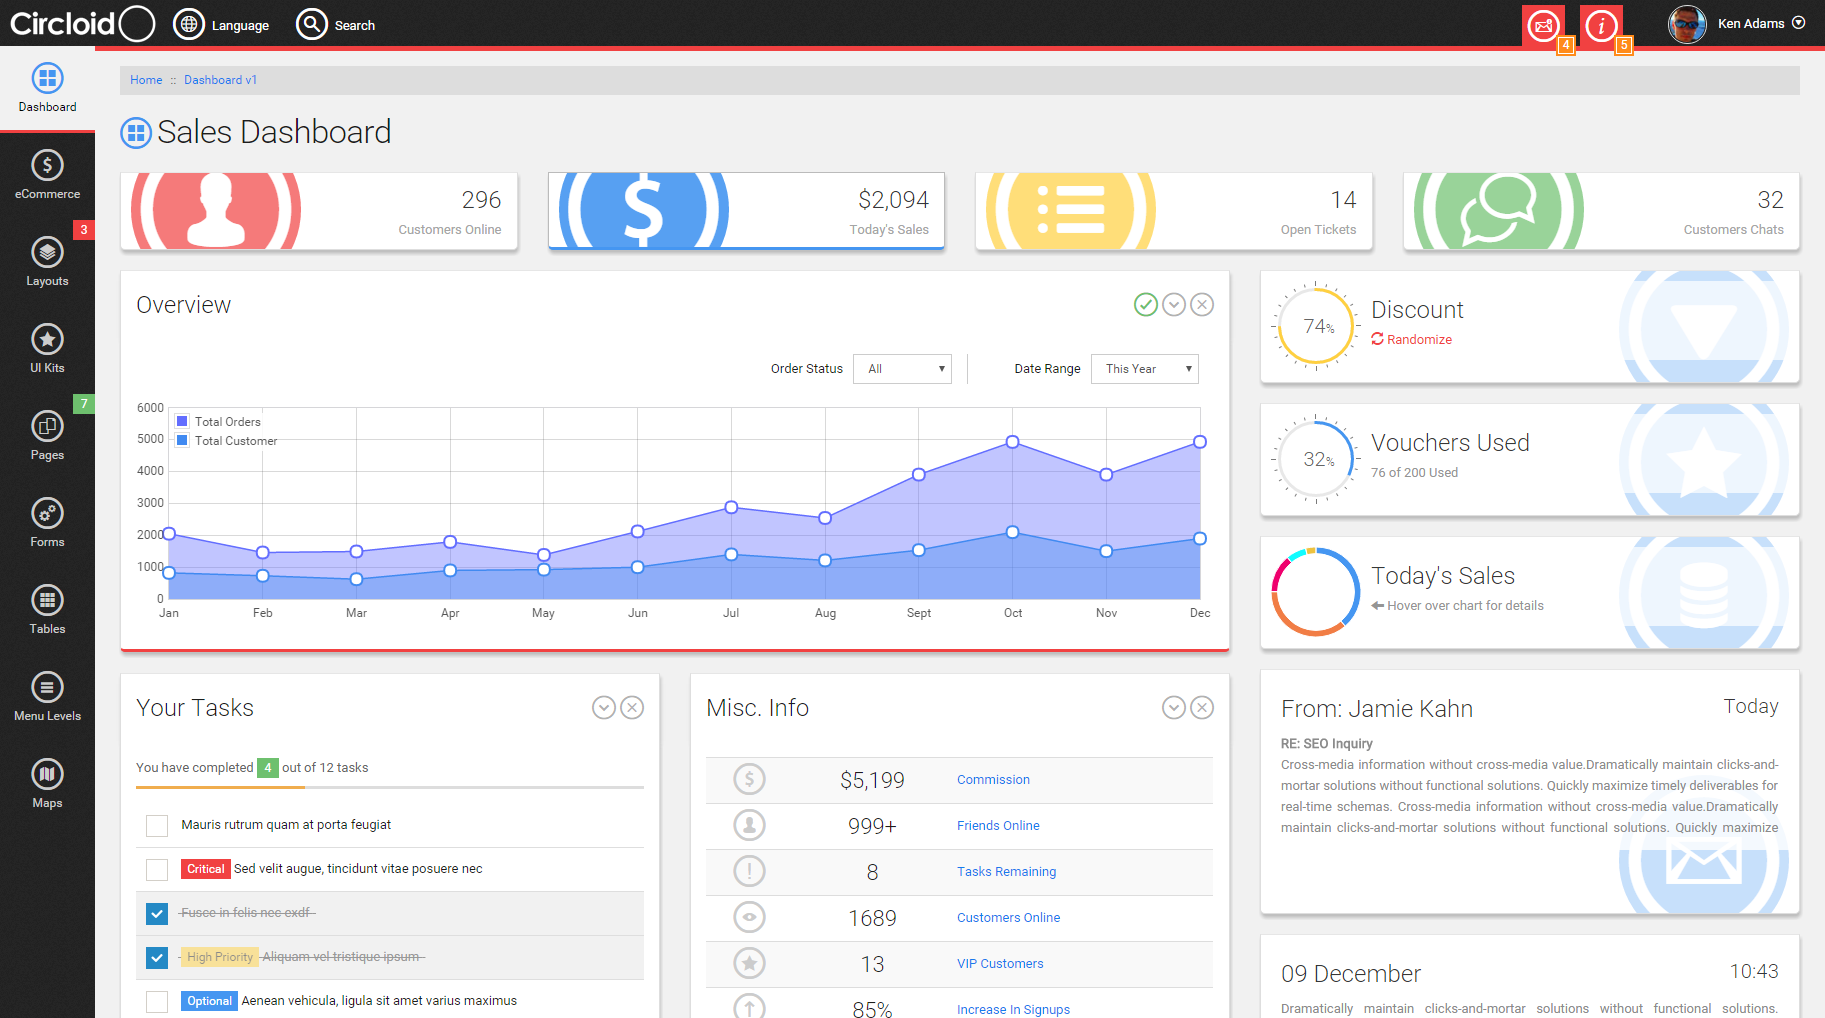 Circloid
Language
Search
4
5
Ken Adams
Dashboard
eCommerce
3
Layouts
UI Kits
7
Pages
Forms
Tables
Menu Levels
Maps
Home :: Dashboard v1
Sales Dashboard
296
Customers Online
$2,094
Today's Sales
14
Open Tickets
32
Customers Chats
Overview
Order Status All Date Range This Year
Total Orders
Total Customer
6000
5000
4000
3000
2000
1000
0
Jan Feb Mar Apr May Jun Jul Aug Sept Oct Nov Dec
74%
Discount
Randomize
32%
Vouchers Used
76 of 200 Used
Today's Sales
Hover over chart for details
Your Tasks
You have completed 4 out of 12 tasks
Mauris rutrum quam at porta feugiat
Critical Sed velit augue, tincidunt vitae posuere nec
Fusce in felis nec exdf
High Priority Aliquam vel tristique ipsum
Optional Aenean vehicula, ligula sit amet varius maximus
Misc. Info
$5,199 Commission
999+ Friends Online
8 Tasks Remaining
1689 Customers Online
13 VIP Customers
85% Increase In Signups
From: Jamie Kahn Today
RE: SEO Inquiry
Cross-media information without cross-media value.Dramatically maintain clicks-and-
mortar solutions without functional solutions. Quickly maximize timely deliverables for
real-time schemas. Cross-media information without cross-media value.Dramatically
maintain clicks-and-mortar solutions without functional solutions. Quickly maximize
09 December 10:43
Dramatically maintain clicks-and-mortar solutions without functional solutions.